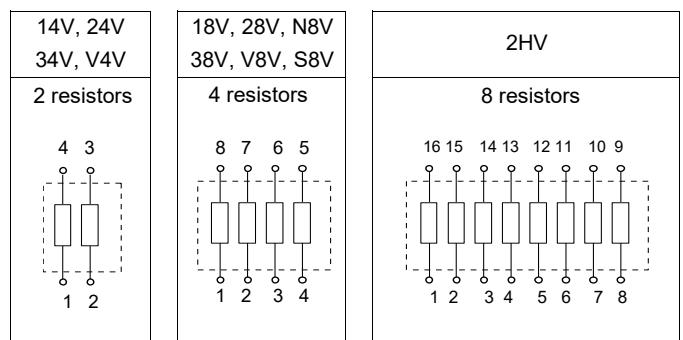 14V, 24V
34V, V4V
2 resistors
4 3
1 2
18V, 28V, N8V
38V, V8V, S8V
4 resistors
8 7 6 5
1 2 3 4
2HV
8 resistors
16 15 14 13 12 11 10 9
1 2 3 4 5 6 7 8